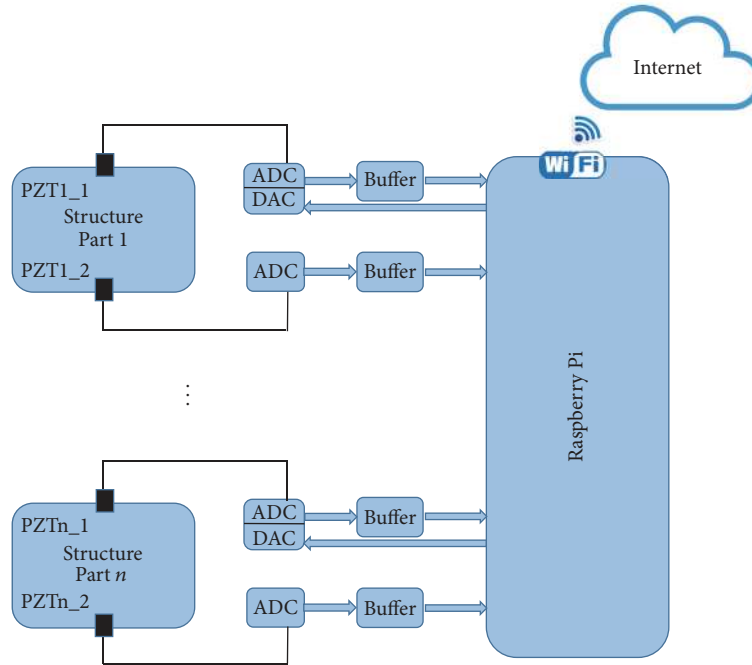 Internet
WiFi
PZT1_1
Structure
Part 1
PZT1_2
ADC
DAC
Buffer
ADC
Buffer
Raspberry Pi
⋮
PZTn_1
Structure
Part n
PZTn_2
ADC
DAC
Buffer
ADC
Buffer